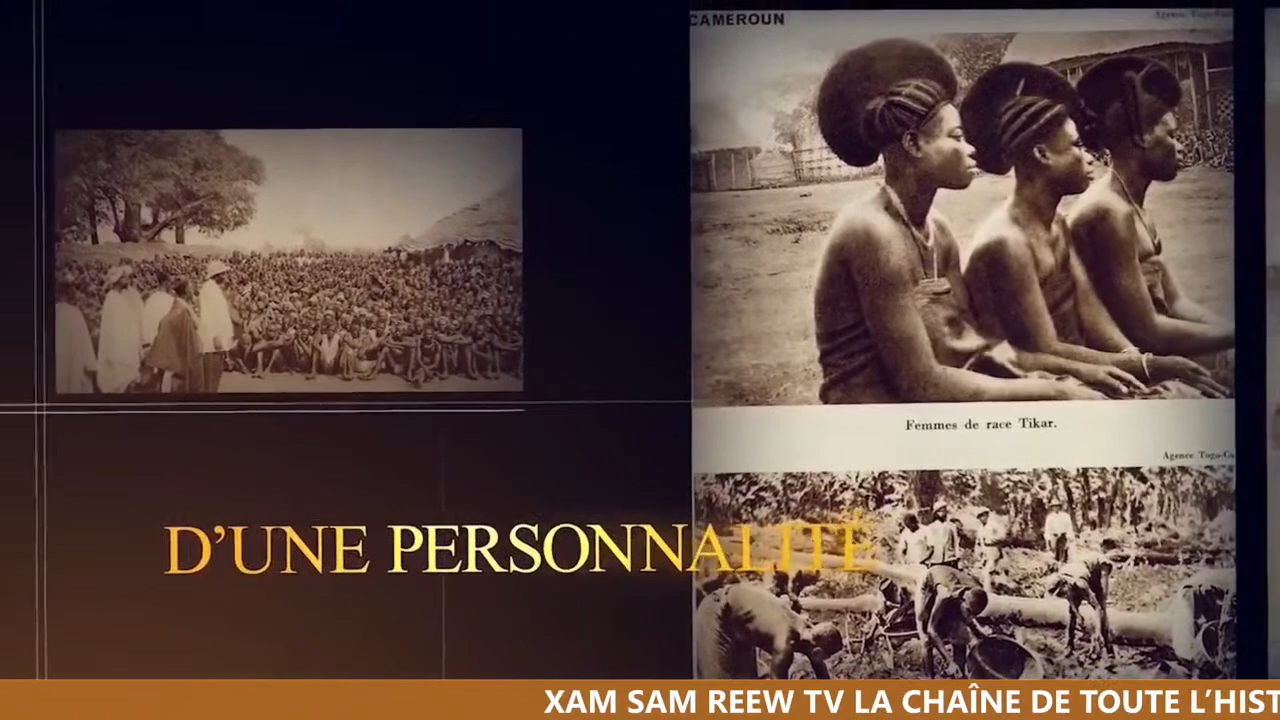 CAMEROUN
Femmes de race Tikar.
D'UNE PERSONNALITÉ
XAM SAM REEW TV LA CHAÎNE DE TOUTE L'HIST